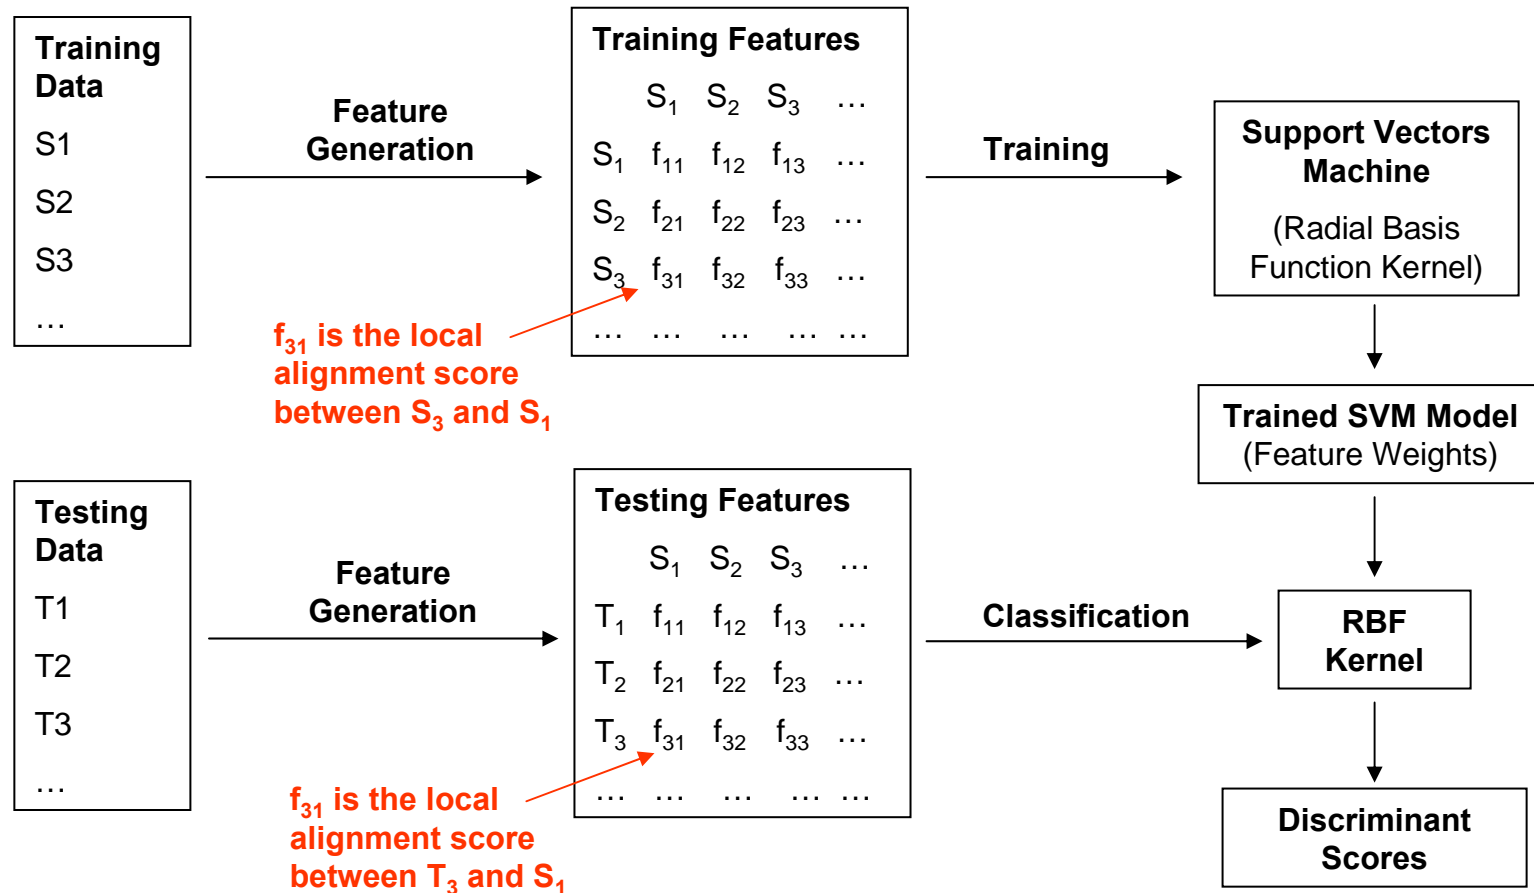 Training
Data
S1
S2
S3
…
Feature
Generation
Training Features
S₁ S₂ S₃ …
S₁ f₁₁ f₁₂ f₁₃ …
S₂ f₂₁ f₂₂ f₂₃ …
S₃ f₃₁ f₃₂ f₃₃ …
… … … … …
f₃₁ is the local
alignment score
between S₃ and S₁
Training
Support Vectors
Machine
(Radial Basis
Function Kernel)
Trained SVM Model
(Feature Weights)
Testing
Data
T1
T2
T3
…
Feature
Generation
Testing Features
S₁ S₂ S₃ …
T₁ f₁₁ f₁₂ f₁₃ …
T₂ f₂₁ f₂₂ f₂₃ …
T₃ f₃₁ f₃₂ f₃₃ …
… … … … …
f₃₁ is the local
alignment score
between T₃ and S₁
Classification
RBF
Kernel
Discriminant
Scores